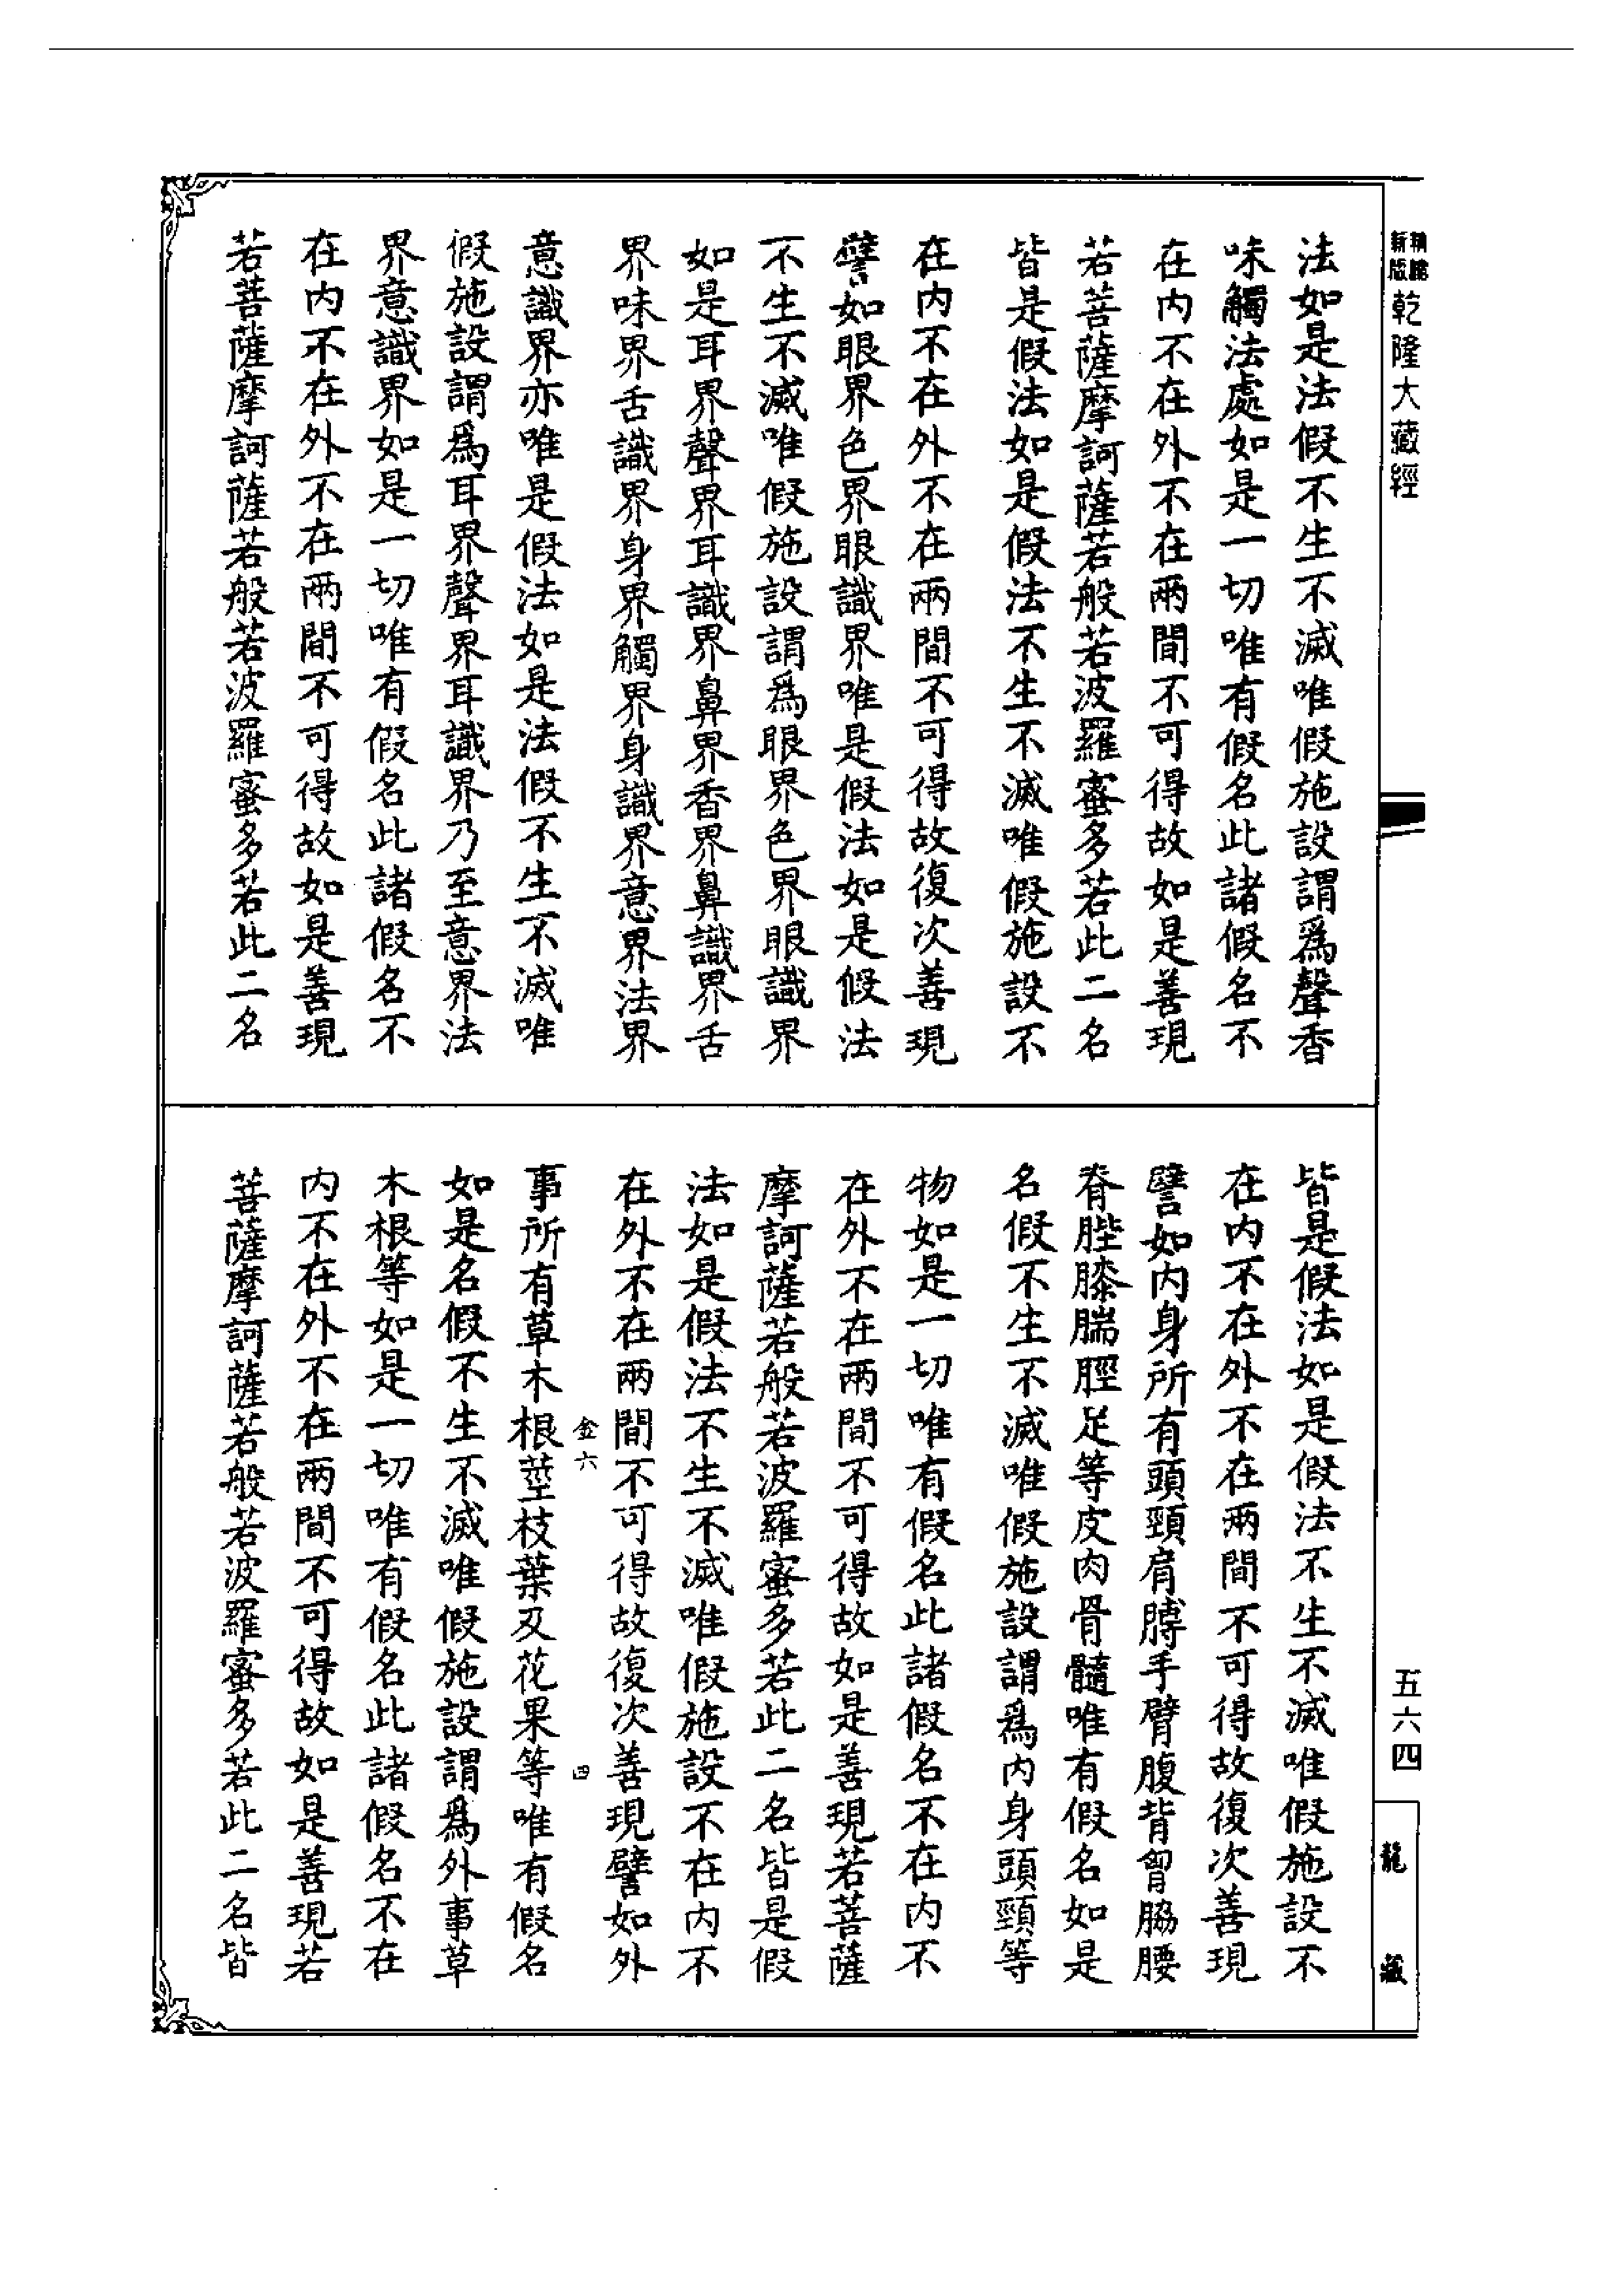 新版 精縮 乾隆大藏經
法如是法假不生不滅唯假施設謂爲聲香
味觸法處如是一切唯有假名此諸假名不
在內不在外不在兩間不可得故如是善現
若菩薩摩訶薩若般若波羅蜜多若此二名
皆是假法如是假法不生不滅唯假施設不
在內不在外不在兩間不可得故復次善現
譬如眼界色界眼識界唯是假法如是假法
不生不滅唯假施設謂爲眼界色界眼識界
如是耳界聲界耳識界鼻界香界鼻識界舌
界味界舌識界身界觸界身識界意界法界
意識界亦唯是假法如是法假不生不滅唯
假施設謂爲耳界聲界耳識界乃至意界法
界意識界如是一切唯有假名此諸假名不
在內不在外不在兩間不可得故如是善現
若菩薩摩訶薩若般若波羅蜜多若此二名
皆是假法如是假法不生不滅唯假施設不
在內不在外不在兩間不可得故復次善現
譬如內身所有頭頸肩膊手臂腹背胷脇腰
脊䏶膝腨脛足等皮肉骨髓唯有假名如是
名假不生不滅唯假施設謂爲內身頭頸等
物如是一切唯有假名此諸假名不在內不
在外不在兩間不可得故如是善現若菩薩
摩訶薩若般若波羅蜜多若此二名皆是假
法如是假法不生不滅唯假施設不在內不
在外不在兩間不可得故復次善現譬如外
金六 四
事所有草木根莖枝葉及花果等唯有假名
如是名假不生不滅唯假施設謂爲外事草
木根等如是一切唯有假名此諸假名不在
內不在外不在兩間不可得故如是善現若
菩薩摩訶薩若般若波羅蜜多若此二名皆
五六四
龍藏